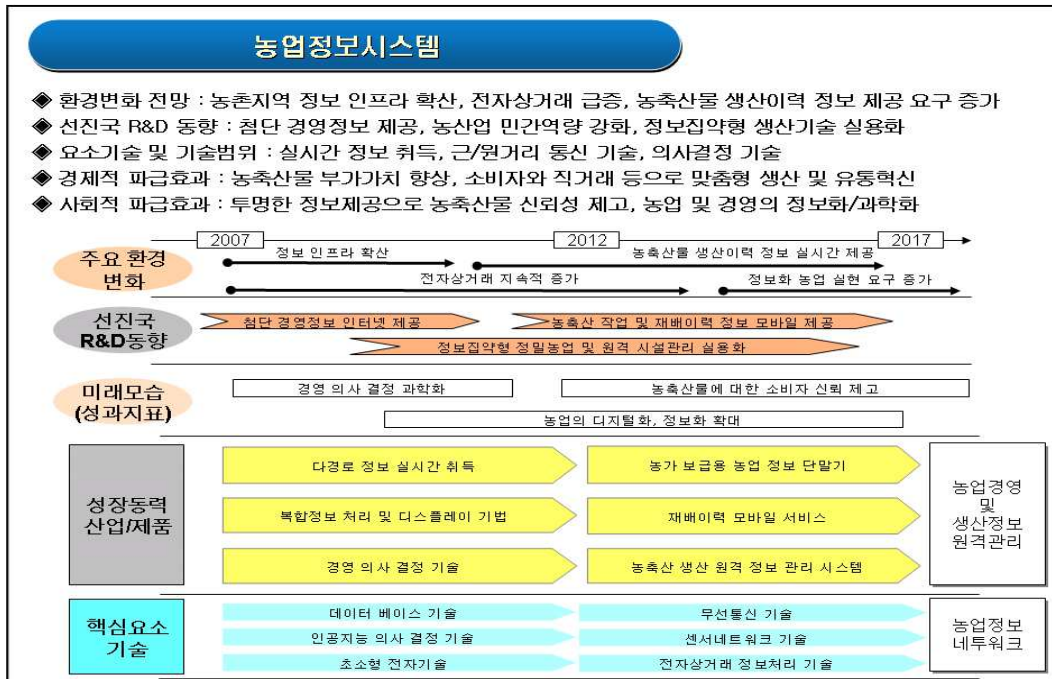 농업정보시스템
◈ 환경변화 전망 : 농촌지역 정보 인프라 확산, 전자상거래 급증, 농축산물 생산이력 정보 제공 요구 증가
◈ 선진국 R&D 동향 : 첨단 경영정보 제공, 농산업 민간역량 강화, 정보집약형 생산기술 실용화
◈ 요소기술 및 기술범위 : 실시간 정보 취득, 근/원거리 통신 기술, 의사결정 기술
◈ 경제적 파급효과 : 농축산물 부가가치 향상, 소비자와 직거래 등으로 맞춤형 생산 및 유통혁신
◈ 사회적 파급효과 : 투명한 정보제공으로 농축산물 신뢰성 제고, 농업 및 경영의 정보화/과학화
2007 2012 2017
주요 환경
변화
정보 인프라 확산
농축산물 생산이력 정보 실시간 제공
전자상거래 지속적 증가
정보화 농업 실현 요구 증가
선진국
R&D동향
첨단 경영정보 인터넷 제공
농축산 작업 및 재배이력 정보 모바일 제공
정보집약형 정밀농업 및 원격 시설관리 실용화
미래모습
(성과지표)
경영 의사 결정 과학화
농축산물에 대한 소비자 신뢰 제고
농업의 디지털화, 정보화 확대
성장동력
산업/제품
다경로 정보 실시간 취득
농가 보급용 농업 정보 단말기
복합정보 처리 및 디스플레이 기법
재배이력 모바일 서비스
경영 의사 결정 기술
농축산 생산 원격 정보 관리 시스템
농업경영
및
생산정보
원격관리
핵심요소
기술
데이터 베이스 기술
무선통신 기술
인공지능 의사 결정 기술
센서네트워크 기술
초소형 전자기술
전자상거래 정보처리 기술
농업정보
네투워크